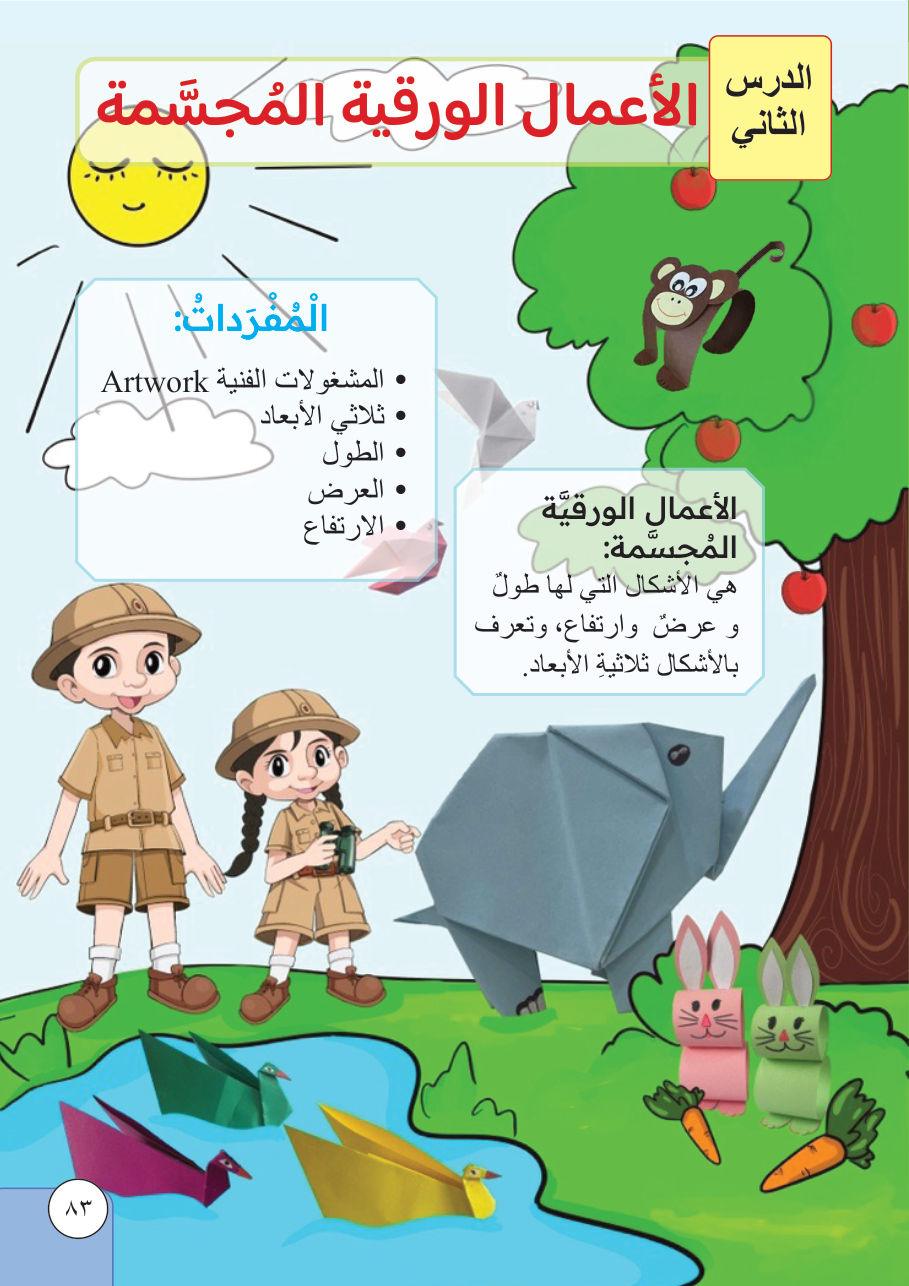 الدرس
الثاني
الأعمال الورقية المُجسَّمة
الْمُفْرَداتُ:
• المشغولات الفنية Artwork
• ثلاثي الأبعاد
• الطول
• العرض
• الارتفاع
الأعمال الورقيَّة
المُجسَّمة:
هي الأشكال التي لها طولٌ
و عرضٌ وارتفاع، وتعرف
بالأشكال ثلاثيةِ الأبعاد.
٨٣